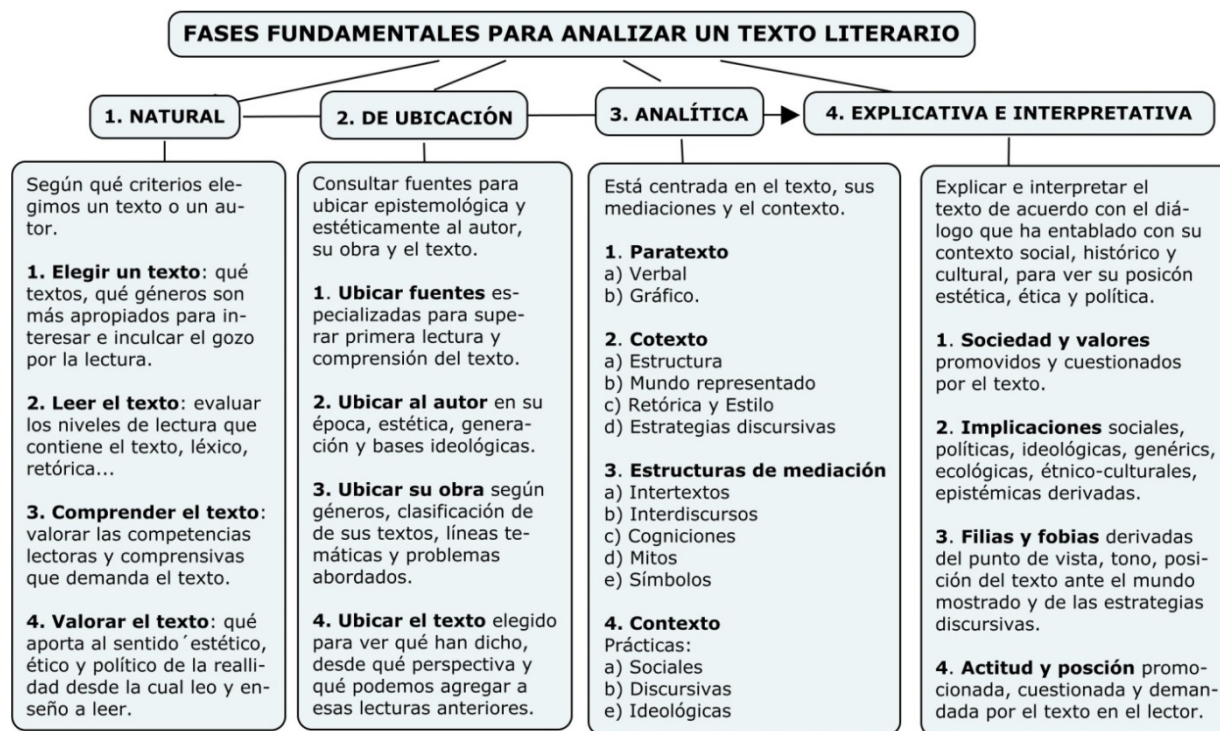 FASES FUNDAMENTALES PARA ANALIZAR UN TEXTO LITERARIO
1. NATURAL
2. DE UBICACIÓN
3. ANALÍTICA
4. EXPLICATIVA E INTERPRETATIVA
Según qué criterios ele-
gimos un texto o un au-
tor.
1. Elegir un texto: qué
textos, qué géneros son
más apropiados para in-
teresar e inculcar el gozo
por la lectura.
2. Leer el texto: evaluar
los niveles de lectura que
contiene el texto, léxico,
retórica...
3. Comprender el texto:
valorar las competencias
lectoras y comprensivas
que demanda el texto.
4. Valorar el texto: qué
aporta al sentido ´estético,
ético y político de la reali-
dad desde la cual leo y en-
seño a leer.
Consultar fuentes para
ubicar epistemológica y
estéticamente al autor,
su obra y el texto.
1. Ubicar fuentes es-
pecializadas para supe-
rar primera lectura y
comprensión del texto.
2. Ubicar al autor en su
época, estética, genera-
ción y bases ideológicas.
3. Ubicar su obra según
géneros, clasificación de
de sus textos, líneas te-
máticas y problemas
abordados.
4. Ubicar el texto elegido
para ver qué han dicho,
desde qué perspectiva y
qué podemos agregar a
esas lecturas anteriores.
Está centrada en el texto, sus
mediaciones y el contexto.
1. Paratexto
a) Verbal
b) Gráfico.
2. Cotexto
a) Estructura
b) Mundo representado
c) Retórica y Estilo
d) Estrategias discursivas
3. Estructuras de mediación
a) Intertextos
b) Interdiscursos
c) Cogniciones
d) Mitos
e) Símbolos
4. Contexto
Prácticas:
a) Sociales
b) Discursivas
e) Ideológicas
Explicar e interpretar el
texto de acuerdo con el diá-
logo que ha entablado con su
contexto social, histórico y
cultural, para ver su posicón
estética, ética y política.
1. Sociedad y valores
promovidos y cuestionados
por el texto.
2. Implicaciones sociales,
políticas, ideológicas, genérics,
ecológicas, étnico-culturales,
epistémicas derivadas.
3. Filias y fobias derivadas
del punto de vista, tono, posi-
ción del texto ante el mundo
mostrado y de las estrategias
discursivas.
4. Actitud y posción promo-
cionada, cuestionada y deman-
dada por el texto en el lector.